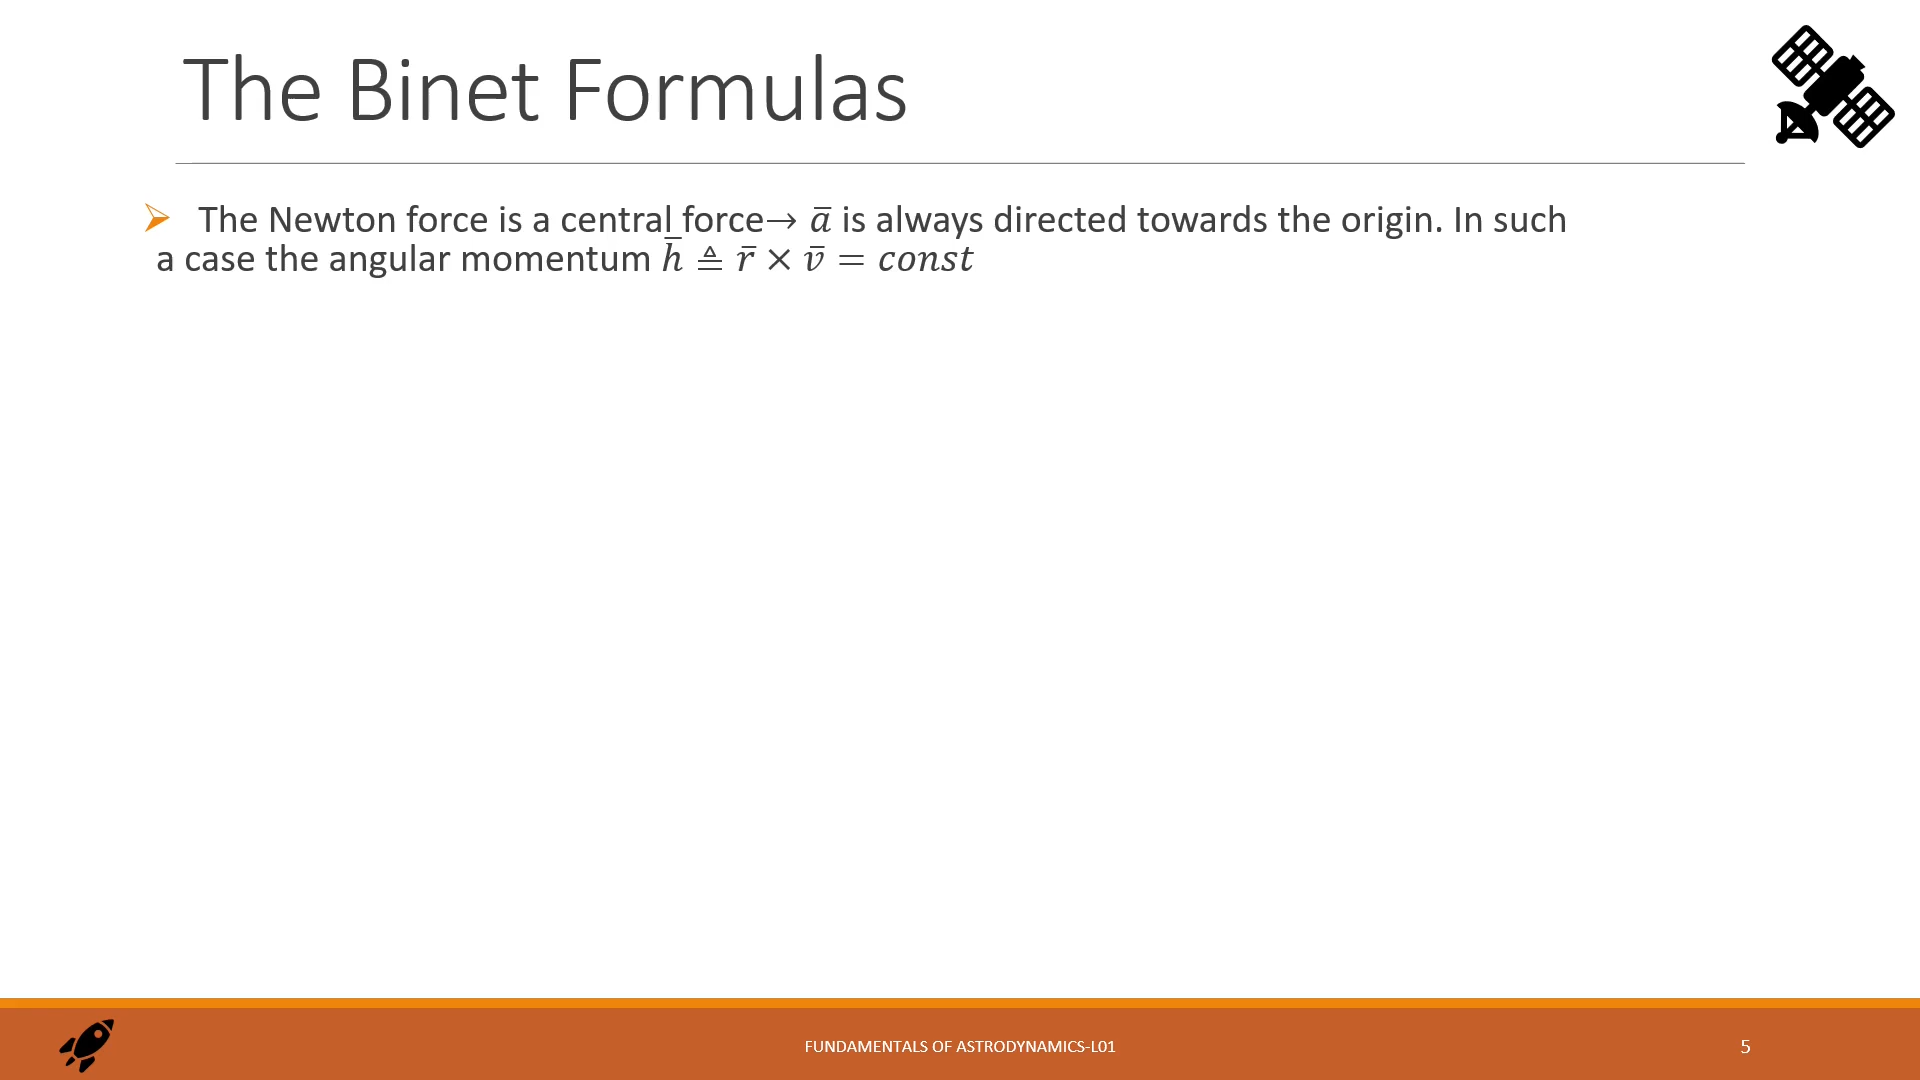 The Binet Formulas
➢ The Newton force is a central force→ a̅ is always directed towards the origin. In such
a case the angular momentum h̅ ≜ r̅ × v̅ = const
FUNDAMENTALS OF ASTRODYNAMICS-L01
5